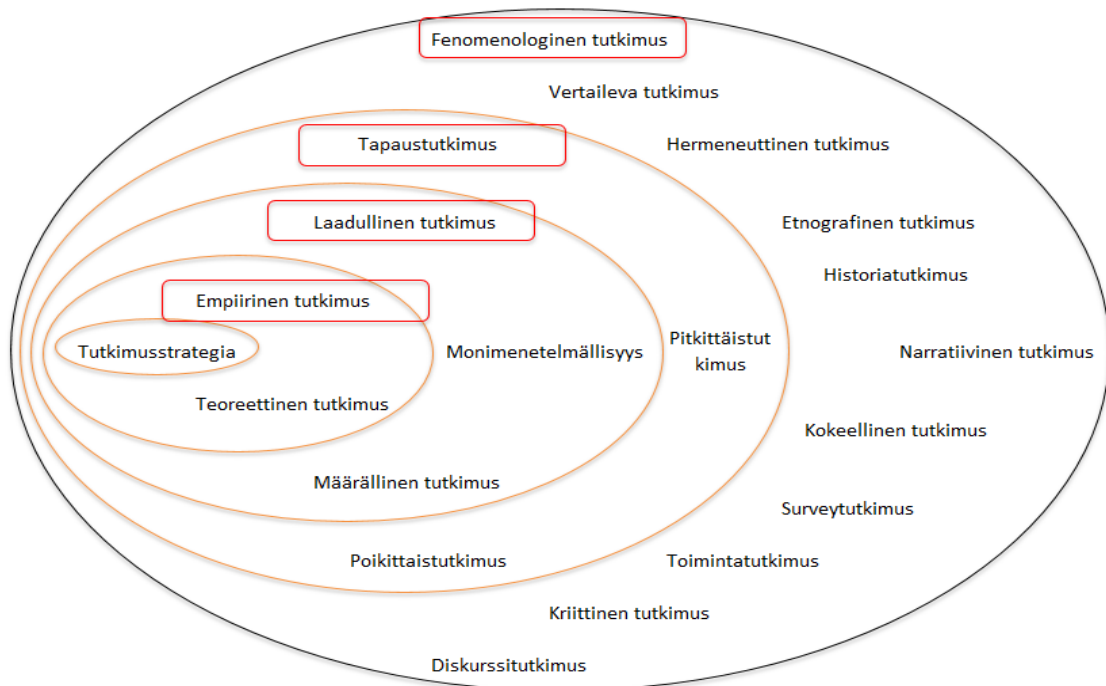 Fenomenologinen tutkimus
Vertaileva tutkimus
Tapaustutkimus
Hermeneuttinen tutkimus
Laadullinen tutkimus
Etnografinen tutkimus
Historiatutkimus
Empiirinen tutkimus
Tutkimusstrategia
Monimenetelmällisyys
Pitkittäistut
kimus
Narratiivinen tutkimus
Teoreettinen tutkimus
Kokeellinen tutkimus
Määrällinen tutkimus
Surveytutkimus
Poikittaistutkimus
Toimintatutkimus
Kriittinen tutkimus
Diskurssitutkimus